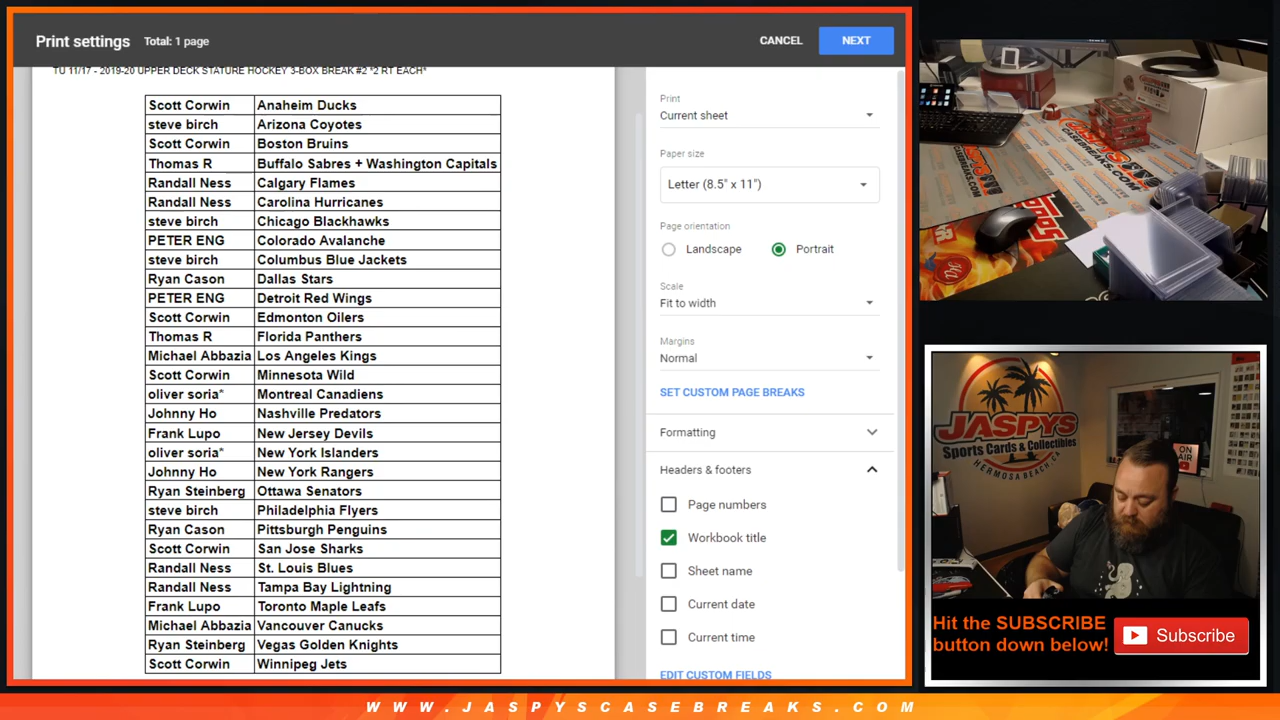 Print settings Total: 1 page CANCEL NEXT
TU 11/17 - 2019-20 UPPER DECK STATURE HOCKEY 3-BOX BREAK #2 *2 RT EACH*
Scott Corwin Anaheim Ducks
steve birch Arizona Coyotes
Scott Corwin Boston Bruins
Thomas R Buffalo Sabres + Washington Capitals
Randall Ness Calgary Flames
Randall Ness Carolina Hurricanes
steve birch Chicago Blackhawks
PETER ENG Colorado Avalanche
steve birch Columbus Blue Jackets
Ryan Cason Dallas Stars
PETER ENG Detroit Red Wings
Scott Corwin Edmonton Oilers
Thomas R Florida Panthers
Michael Abbazia Los Angeles Kings
Scott Corwin Minnesota Wild
oliver soria* Montreal Canadiens
Johnny Ho Nashville Predators
Frank Lupo New Jersey Devils
oliver soria* New York Islanders
Johnny Ho New York Rangers
Ryan Steinberg Ottawa Senators
steve birch Philadelphia Flyers
Ryan Cason Pittsburgh Penguins
Scott Corwin San Jose Sharks
Randall Ness St. Louis Blues
Randall Ness Tampa Bay Lightning
Frank Lupo Toronto Maple Leafs
Michael Abbazia Vancouver Canucks
Ryan Steinberg Vegas Golden Knights
Scott Corwin Winnipeg Jets
Print
Current sheet
Paper size
Letter (8.5" x 11")
Page orientation
Landscape Portrait
Scale
Fit to width
Margins
Normal
SET CUSTOM PAGE BREAKS
Formatting
Headers & footers
Page numbers
Workbook title
Sheet name
Current date
Current time
EDIT CUSTOM FIELDS
JASPYS
CASEBREAKS.COM
JASPYS
Sports Cards & Collectibles
HERMOSA BEACH, CA
ON
AIR
Hit the SUBSCRIBE
button down below!
Subscribe
WWW.JASPYSCASEBREAKS.COM